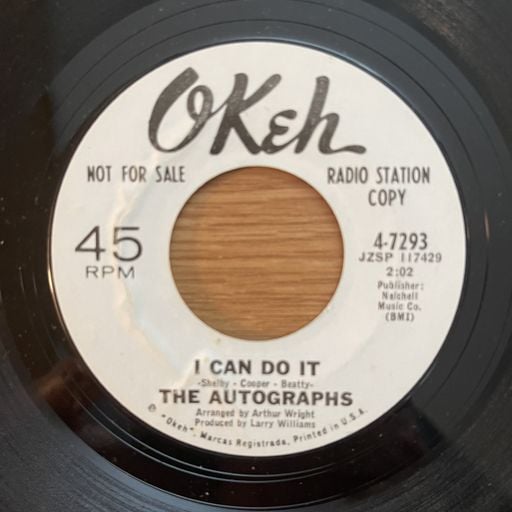 OKeh
NOT FOR SALE
RADIO STATION
COPY
45
RPM
4-7293
JZSP 117429
2:02
Publisher:
Nalchell
Music Co.
(BMI)
I CAN DO IT
-Shelby - Cooper - Beatty-
THE AUTOGRAPHS
Arranged by Arthur Wright
Produced by Larry Williams
® "Okeh", Marcas Registrada, Printed in U.S.A.